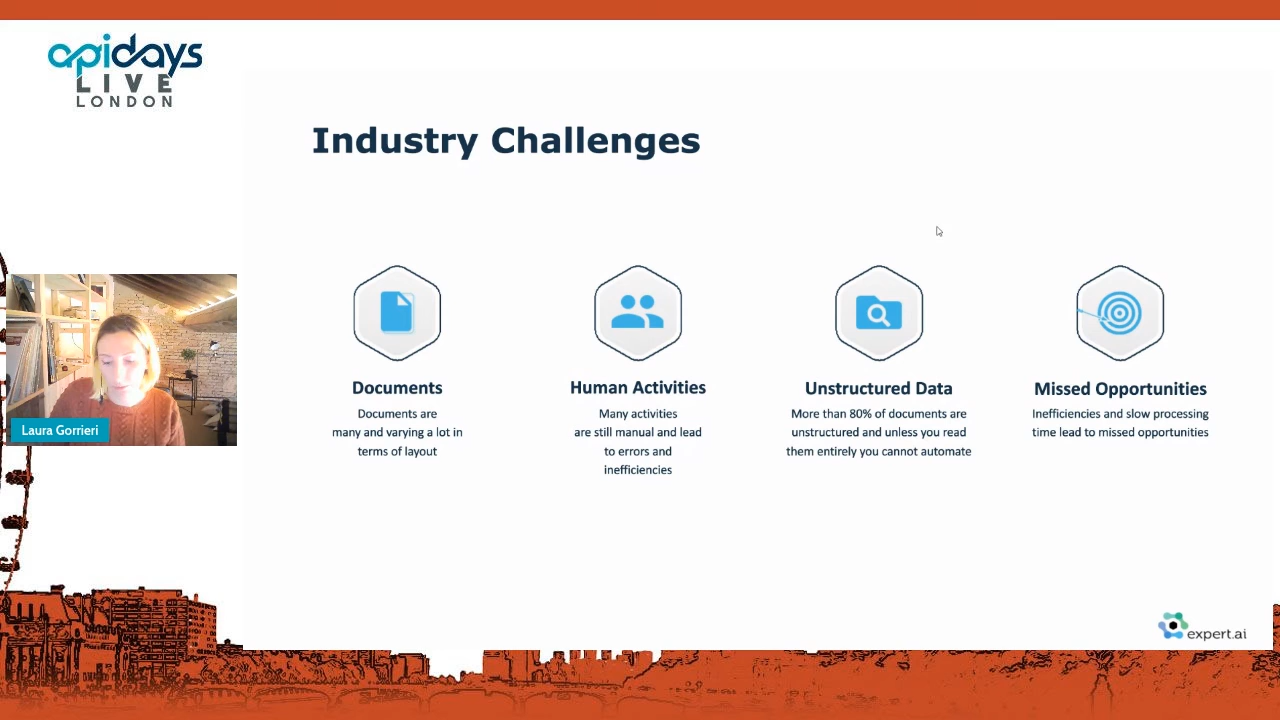 apidays
LIVE
LONDON
Industry Challenges
Documents
Documents are
many and varying a lot in
terms of layout
Human Activities
Many activities
are still manual and lead
to errors and
inefficiencies
Unstructured Data
More than 80% of documents are
unstructured and unless you read
them entirely you cannot automate
Missed Opportunities
Inefficiencies and slow processing
time lead to missed opportunities
Laura Gorrieri
expert.ai